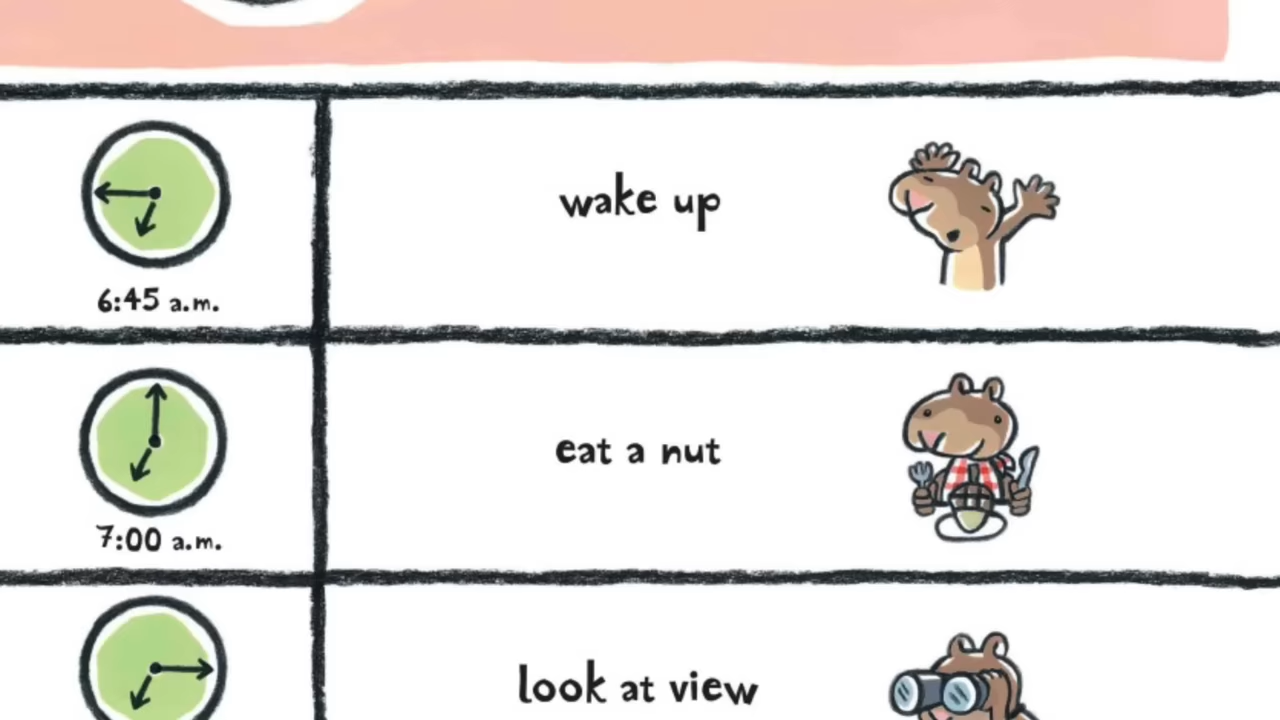 wake up
6:45 a.m.
eat a nut
7:00 a.m.
look at view